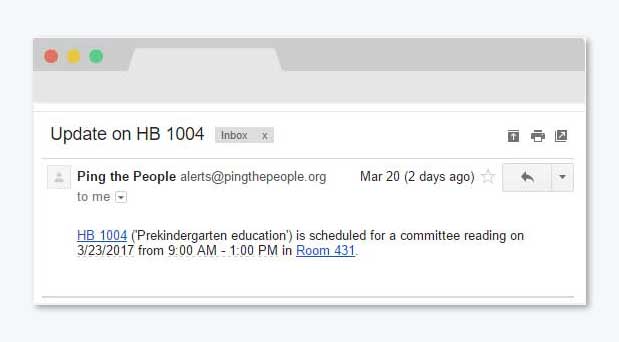 Update on HB 1004 Inbox x
Ping the People alerts@pingthepeople.org Mar 20 (2 days ago)
to me
HB 1004 ('Prekindergarten education') is scheduled for a committee reading on
3/23/2017 from 9:00 AM - 1:00 PM in Room 431.